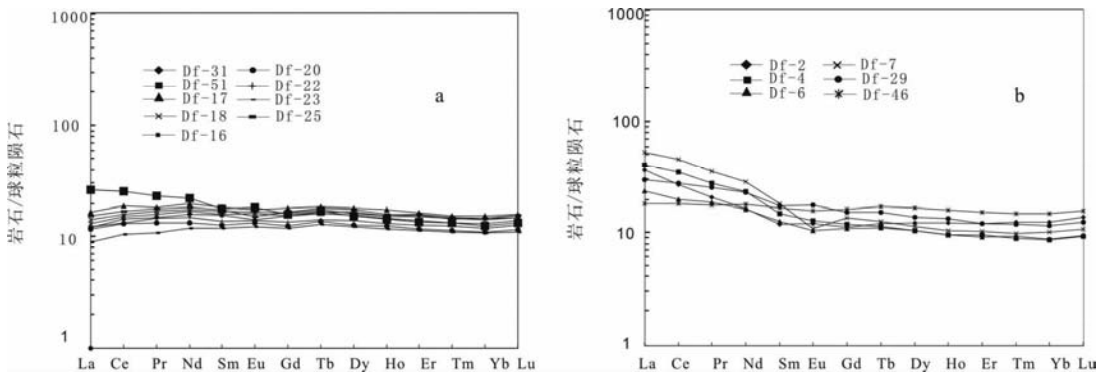 1000
100
10
1
岩石/球粒陨石
Df-31
Df-51
Df-17
Df-18
Df-16
Df-20
Df-22
Df-23
Df-25
a
La Ce Pr Nd Sm Eu Gd Tb Dy Ho Er Tm Yb Lu
1000
100
10
1
岩石/球粒陨石
Df-2
Df-4
Df-6
Df-7
Df-29
Df-46
b
La Ce Pr Nd Sm Eu Gd Tb Dy Ho Er Tm Yb Lu